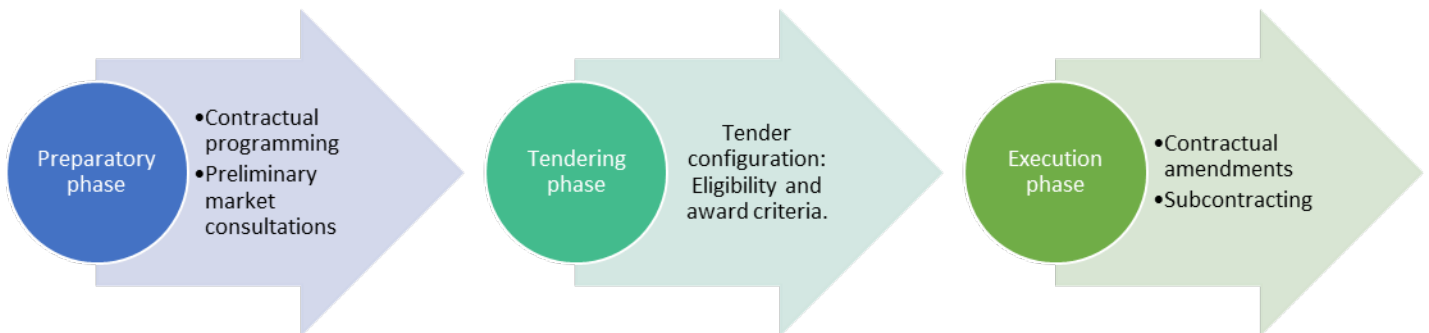 Preparatory
phase
•Contractual
programming
•Preliminary
market
consultations
Tendering
phase
Tender
configuration:
Eligibility and
award criteria.
Execution
phase
•Contractual
amendments
•Subcontracting